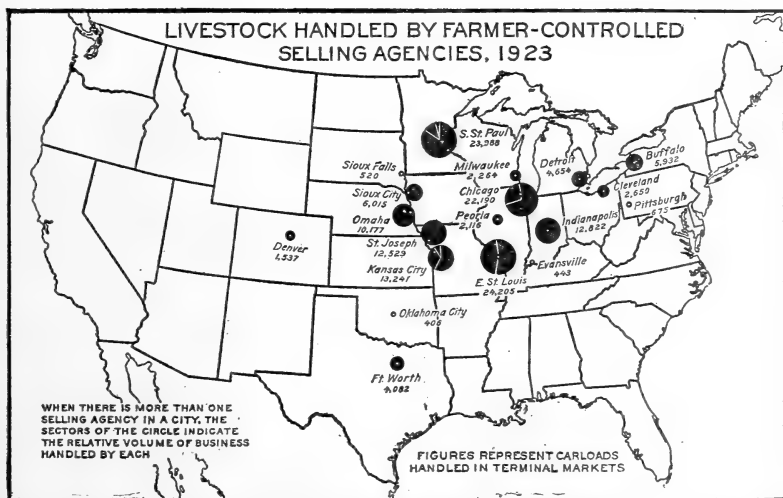 LIVESTOCK HANDLED BY FARMER-CONTROLLED
SELLING AGENCIES, 1923
S. St. Paul
23,988
Sioux Falls
520
Milwaukee
2,264
Detroit
4,654
Buffalo
5,932
Sioux City
6,015
Chicago
22,190
Cleveland
2,659
Omaha
10,177
Peoria
2,116
Pittsburgh
675
Indianapolis
12,822
Denver
1,537
St. Joseph
12,529
Kansas City
13,241
Evansville
443
E. St. Louis
24,205
Oklahoma City
406
Ft. Worth
4,082
WHEN THERE IS MORE THAN ONE
SELLING AGENCY IN A CITY, THE
SECTORS OF THE CIRCLE INDICATE
THE RELATIVE VOLUME OF BUSINESS
HANDLED BY EACH
FIGURES REPRESENT CARLOADS
HANDLED IN TERMINAL MARKETS